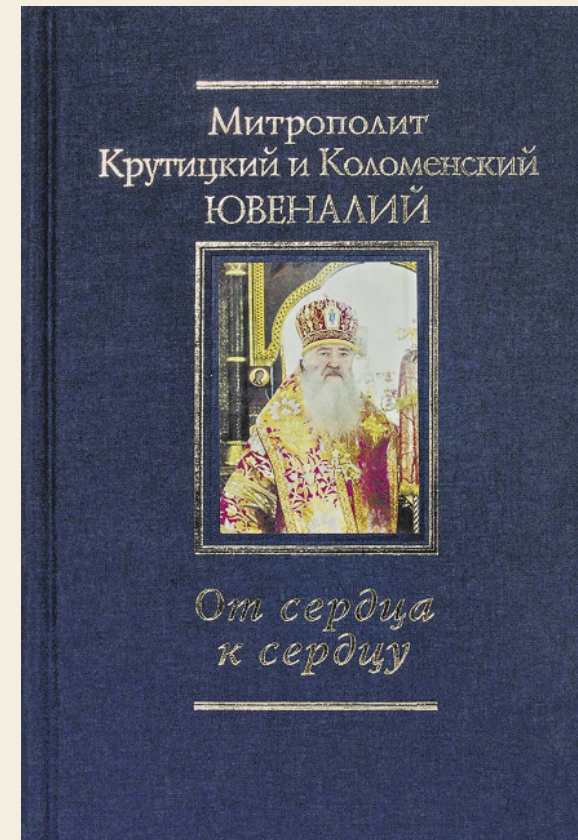 Митрополит
Крутицкий и Коломенский
ЮВЕНАЛИЙ
От сердца
к сердцу